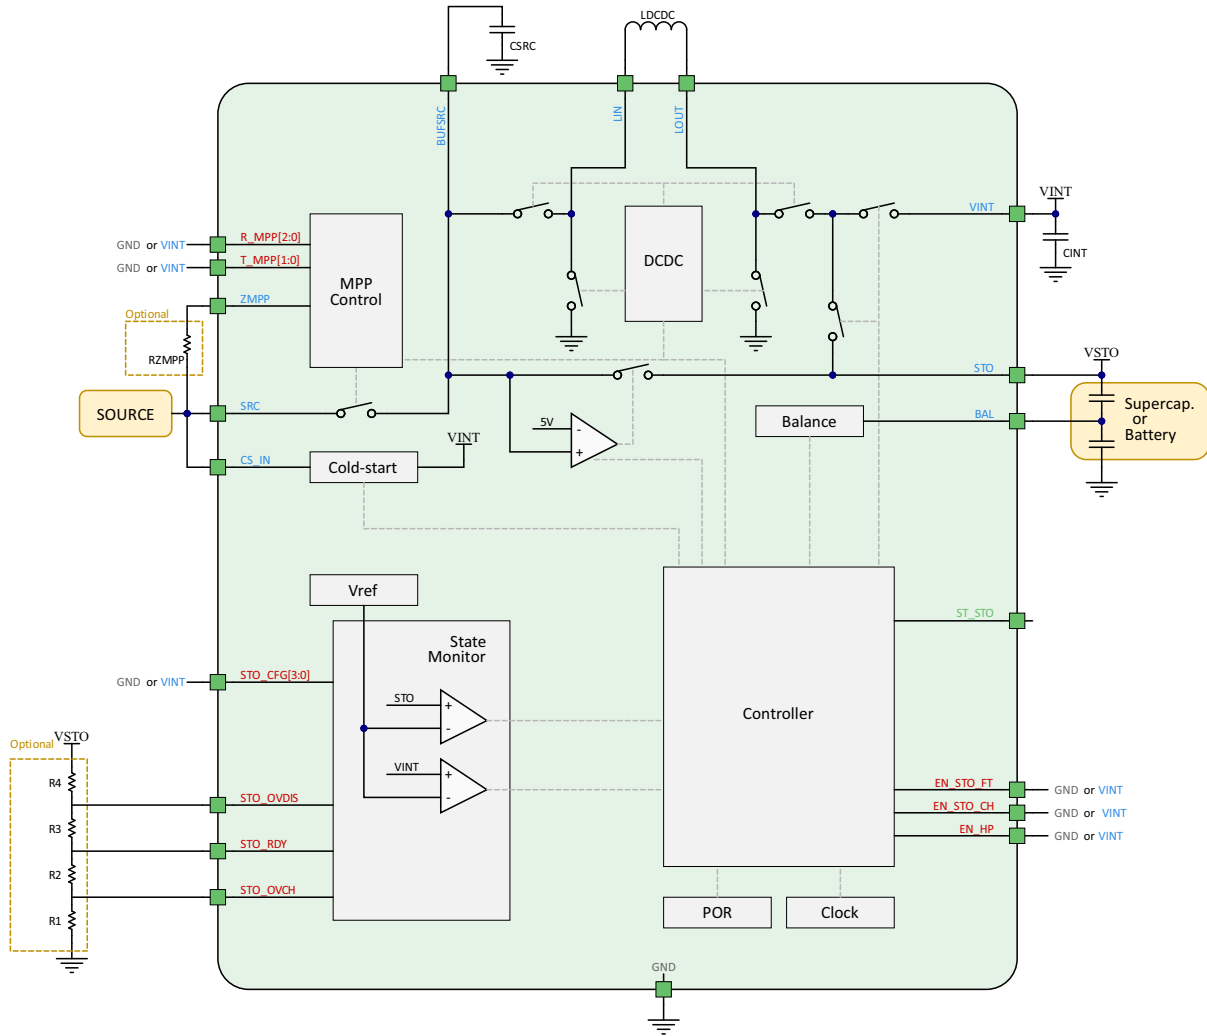 LDCDC
CSRC
BUFSRC
LIN
LOUT
VINT
VINT
CINT
R_MPP[2:0]
GND or VINT
T_MPP[1:0]
GND or VINT
MPP
Control
DCDC
ZMPP
Optional
RZMPP
VSTO
STO
SOURCE
SRC
Supercap.
or
Battery
Balance
BAL
5V
-
+
VINT
CS_IN
Cold-start
Vref
State
Monitor
ST_STO
GND or VINT
STO_CFG[3:0]
STO
+
-
Controller
VSTO
Optional
VINT
+
-
R4
STO_OVDIS
R3
STO_RDY
R2
STO_OVCH
R1
EN_STO_FT
GND or VINT
EN_STO_CH
GND or VINT
EN_HP
GND or VINT
POR
Clock
GND